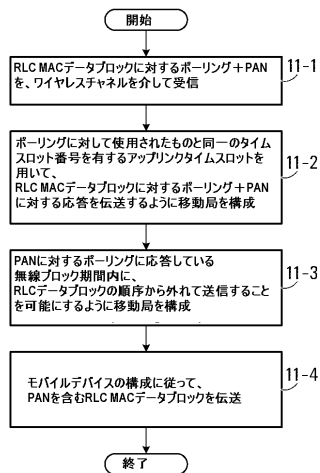 開始
RLC MACデータブロックに対するポーリング＋PAN
を、ワイヤレスチャネルを介して受信
11-1
ポーリングに対して使用されたものと同一のタイム
スロット番号を有するアップリンクタイムスロットを
用いて、
RLC MACデータブロックに対するポーリング＋PAN
に対する応答を伝送するように移動局を構成
11-2
PANに対するポーリングに応答している
無線ブロック期間内に、
RLCデータブロックの順序から外れて送信すること
を可能にするように移動局を構成
11-3
モバイルデバイスの構成に従って、
PANを含むRLC MACデータブロックを伝送
11-4
終了